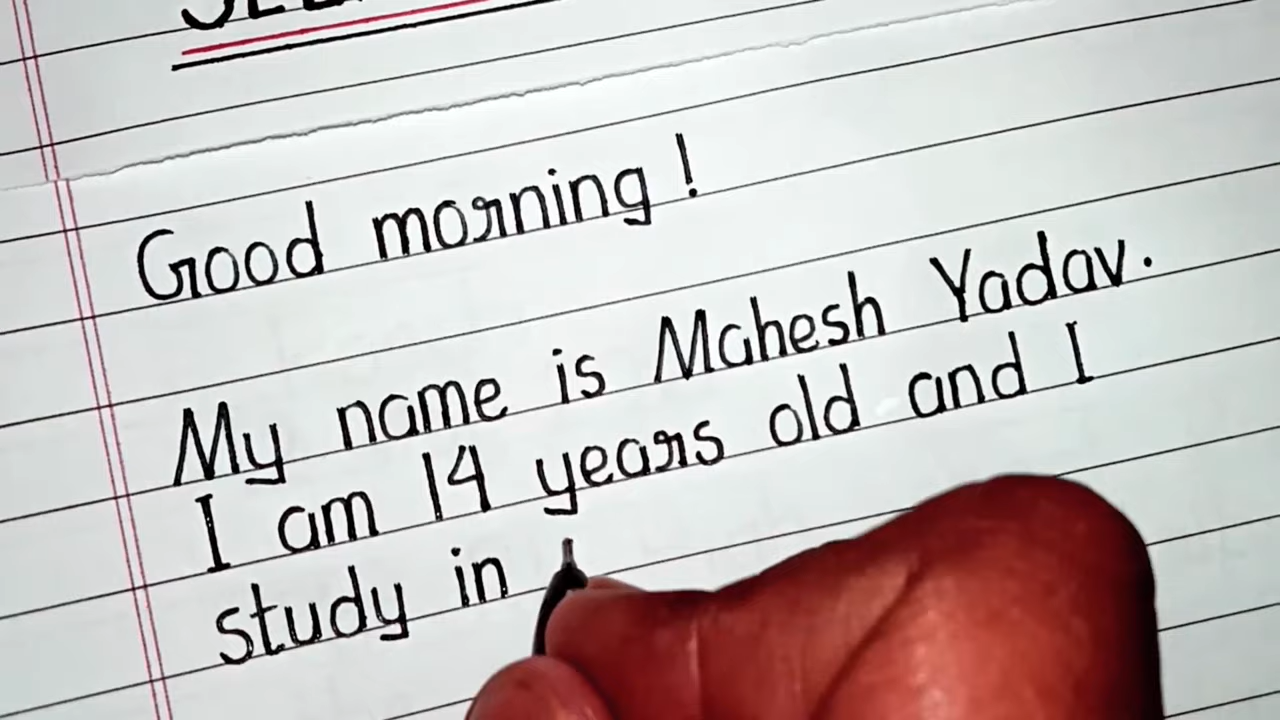 Good morning !
My name is Mahesh Yadav.
I am 14 years old and I
study in